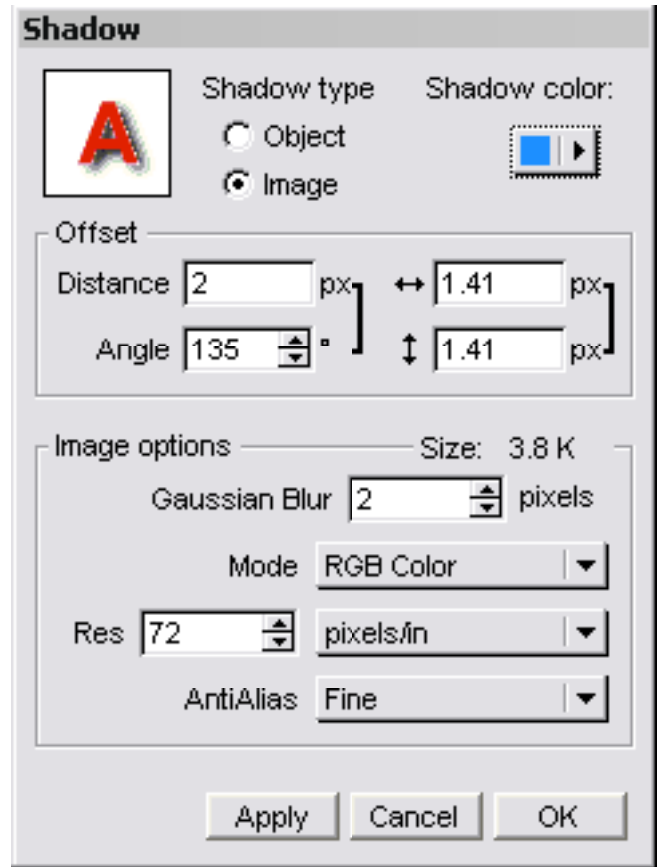 Shadow
A
Shadow type
Shadow color:
Object
Image
Offset
Distance 2 px
↔ 1.41 px
Angle 135 °
↕ 1.41 px
Image options
Size: 3.8 K
Gaussian Blur 2 pixels
Mode RGB Color
Res 72 pixels/in
AntiAlias Fine
Apply Cancel OK